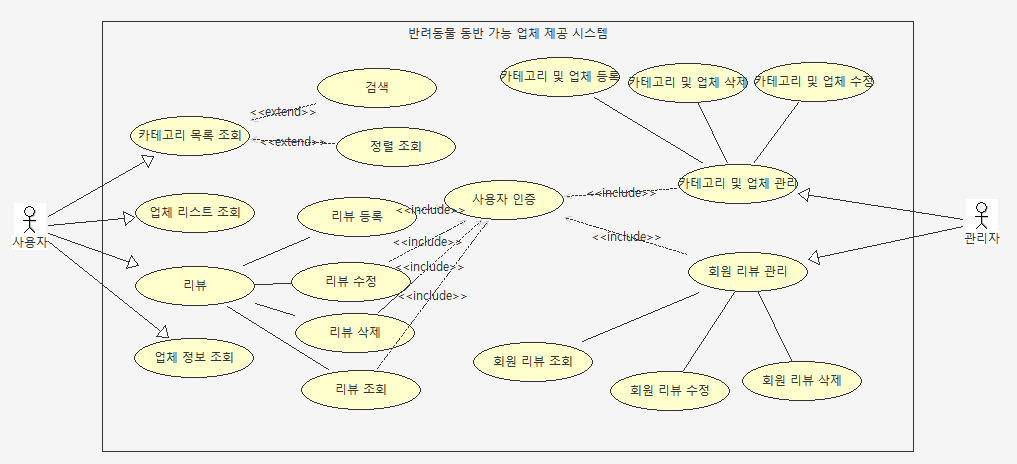 반려동물 동반 가능 업체 제공 시스템
검색
카테고리 및 업체 등록
카테고리 및 업체 삭제
카테고리 및 업체 수정
<<extend>>
카테고리 목록 조회
<<extend>>
정렬 조회
카테고리 및 업체 관리
<<include>>
사용자 인증
업체 리스트 조회
리뷰 등록
<<include>>
사용자
관리자
<<include>>
<<include>>
<<include>>
회원 리뷰 관리
리뷰
리뷰 수정
<<include>>
리뷰 삭제
업체 정보 조회
회원 리뷰 조회
회원 리뷰 삭제
리뷰 조회
회원 리뷰 수정